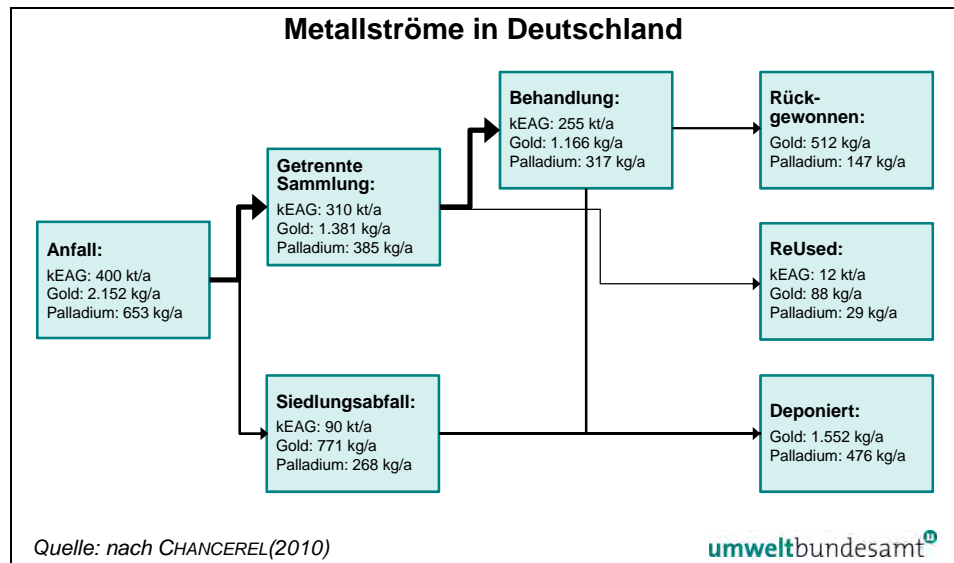 Metallströme in Deutschland
Anfall:
kEAG: 400 kt/a
Gold: 2.152 kg/a
Palladium: 653 kg/a
Getrennte
Sammlung:
kEAG: 310 kt/a
Gold: 1.381 kg/a
Palladium: 385 kg/a
Siedlungsabfall:
kEAG: 90 kt/a
Gold: 771 kg/a
Palladium: 268 kg/a
Behandlung:
kEAG: 255 kt/a
Gold: 1.166 kg/a
Palladium: 317 kg/a
Rück-
gewonnen:
Gold: 512 kg/a
Palladium: 147 kg/a
ReUsed:
kEAG: 12 kt/a
Gold: 88 kg/a
Palladium: 29 kg/a
Deponiert:
Gold: 1.552 kg/a
Palladium: 476 kg/a
Quelle: nach CHANCEREL(2010)
umweltbundesamt u